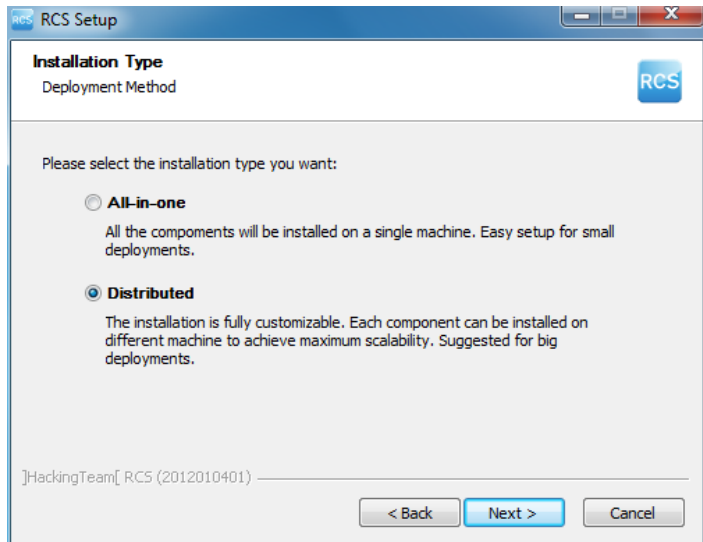 RCS RCS Setup
Installation Type
Deployment Method
RCS
Please select the installation type you want:
All-in-one
All the compoments will be installed on a single machine. Easy setup for small
deployments.
Distributed
The installation is fully customizable. Each component can be installed on
different machine to achieve maximum scalability. Suggested for big
deployments.
]HackingTeam[ RCS (2012010401)
< Back Next > Cancel